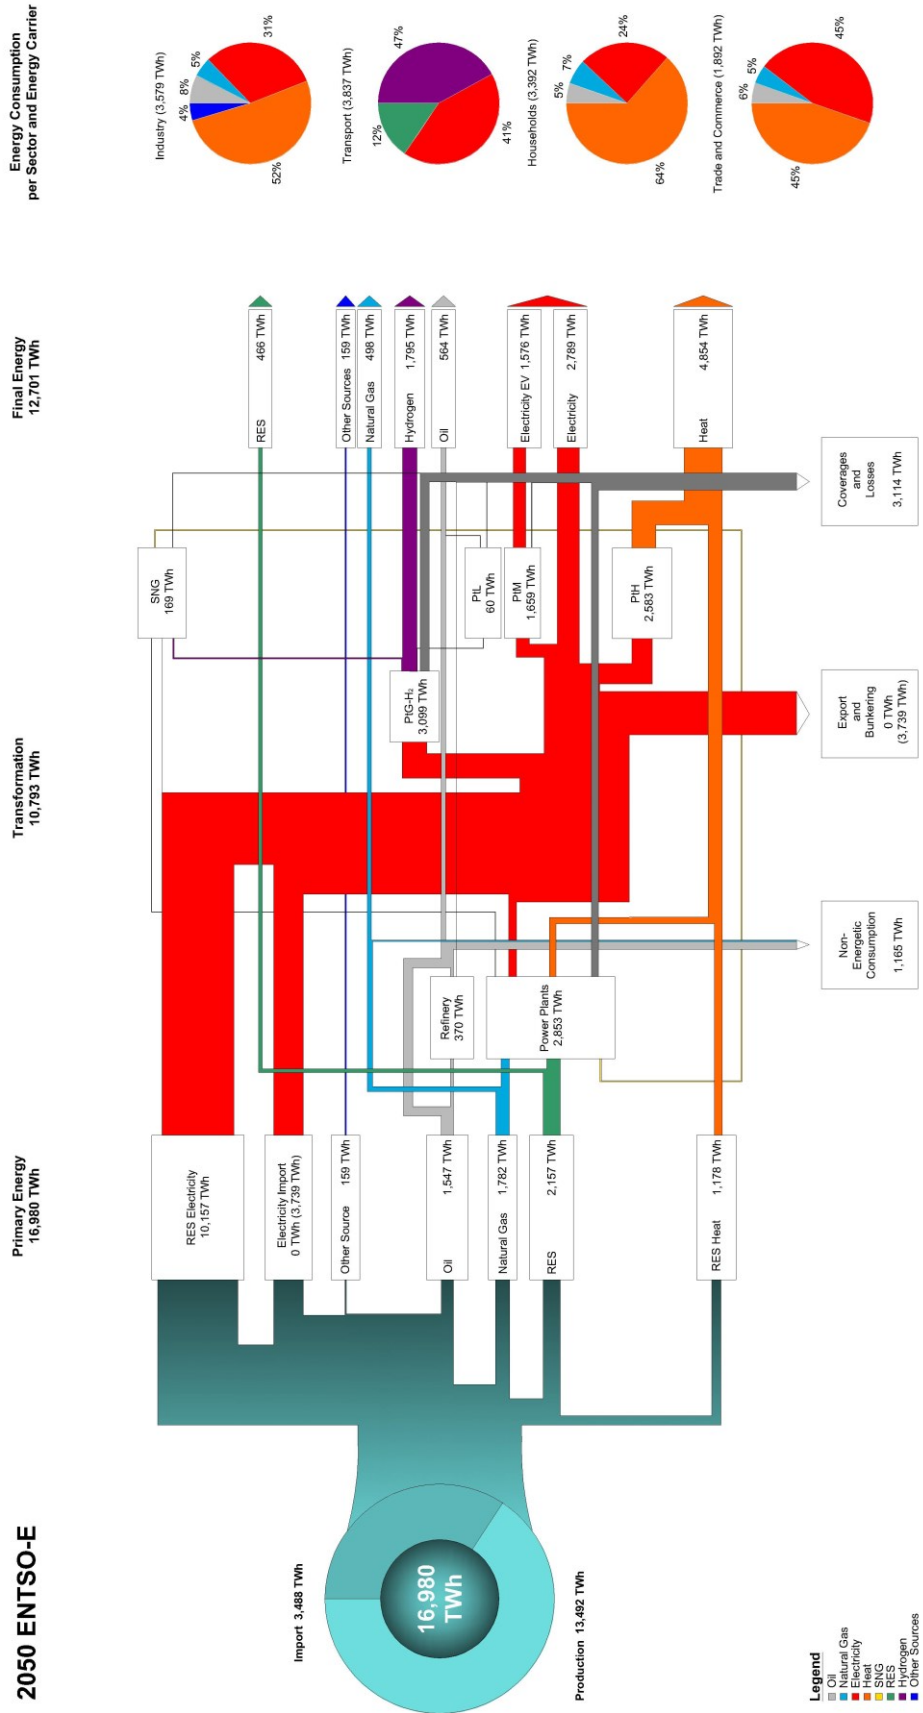 2050 ENTSO-E
Primary Energy
16,980 TWh
Transformation
10,793 TWh
Final Energy
12,701 TWh
Energy Consumption
per Sector and Energy Carrier
Import 3,488 TWh
16,980
TWh
Production 13,492 TWh
RES Electricity
10,157 TWh
Electricity Import
0 TWh (3,739 TWh)
Other Source 159 TWh
Oil 1,547 TWh
Natural Gas 1,782 TWh
RES 2,157 TWh
RES Heat 1,178 TWh
Refinery
370 TWh
Power Plants
2,853 TWh
PtG-H₂
3,099 TWh
SNG
169 TWh
PtL
60 TWh
PtM
1,659 TWh
PtH
2,583 TWh
RES 466 TWh
Other Sources 159 TWh
Natural Gas 498 TWh
Hydrogen 1,795 TWh
Oil 564 TWh
Electricity EV 1,576 TWh
Electricity 2,789 TWh
Heat 4,854 TWh
Non-
Energetic
Consumption
1,165 TWh
Export
and
Bunkering
0 TWh
(3,739 TWh)
Coverages
and
Losses
3,114 TWh
Industry (3,579 TWh)
4%
8%
5%
31%
52%
Transport (3,837 TWh)
12%
47%
41%
Households (3,392 TWh)
5%
7%
24%
64%
Trade and Commerce (1,892 TWh)
6%
5%
45%
45%
Legend
Oil
Natural Gas
Electricity
Heat
SNG
RES
Hydrogen
Other Sources